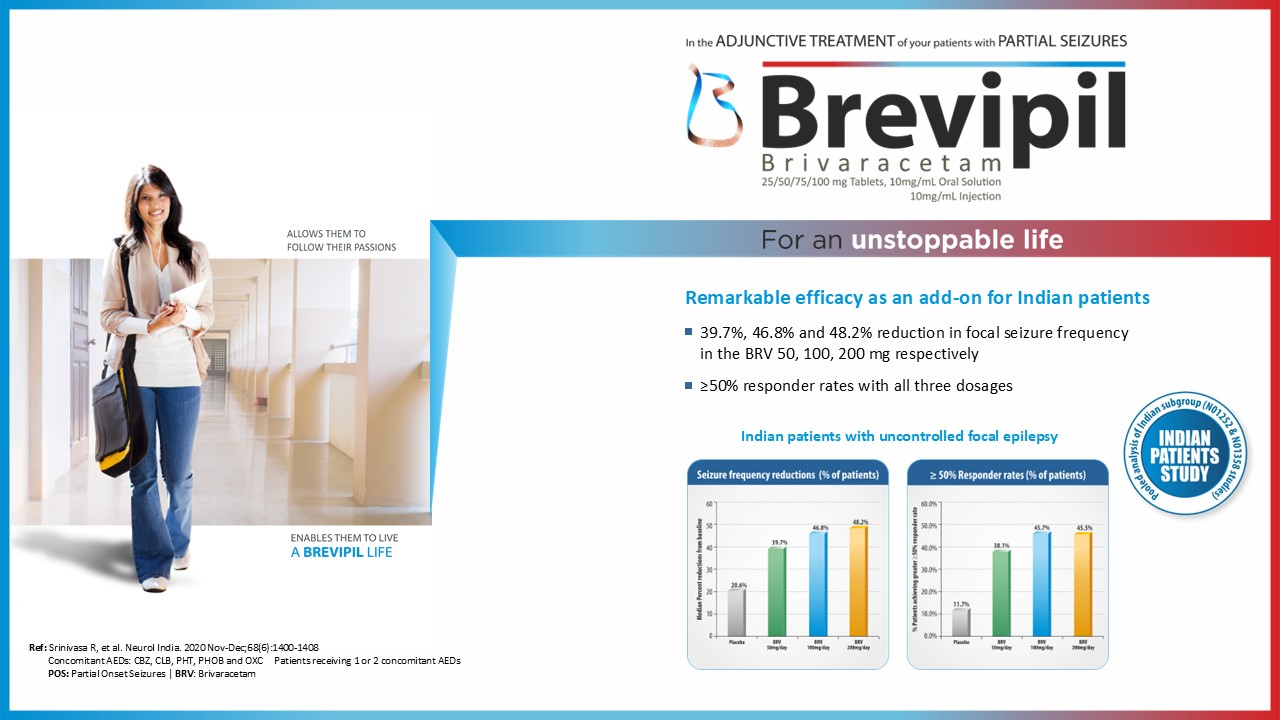 In the ADJUNCTIVE TREATMENT of your patients with PARTIAL SEIZURES
Brevipil
Brivaracetam
25/50/75/100 mg Tablets, 10mg/mL Oral Solution
10mg/mL Injection
For an unstoppable life
ALLOWS THEM TO
FOLLOW THEIR PASSIONS
ENABLES THEM TO LIVE
A BREVIPIL LIFE
Remarkable efficacy as an add-on for Indian patients
39.7%, 46.8% and 48.2% reduction in focal seizure frequency
in the BRV 50, 100, 200 mg respectively
≥50% responder rates with all three dosages
Indian patients with uncontrolled focal epilepsy
Seizure frequency reductions (% of patients)
Median Percent reductions from baseline
60
50
40
30
20
10
0
20.6%
39.7%
46.8%
48.2%
Placebo
BRV
50mg/day
BRV
100mg/day
BRV
200mg/day
≥ 50% Responder rates (% of patients)
% Patients achieving greater ≥50% responder rate
60.0%
50.0%
40.0%
30.0%
20.0%
10.0%
0
11.7%
38.1%
45.7%
45.5%
Placebo
BRV
50mg/day
BRV
100mg/day
BRV
200mg/day
Pooled analysis of Indian subgroup (N01252 & N01358 studies)
INDIAN
PATIENTS
STUDY
Ref: Srinivasa R, et al. Neurol India. 2020 Nov-Dec;68(6):1400-1408
Concomitant AEDs: CBZ, CLB, PHT, PHOB and OXC Patients receiving 1 or 2 concomitant AEDs
POS: Partial Onset Seizures | BRV: Brivaracetam